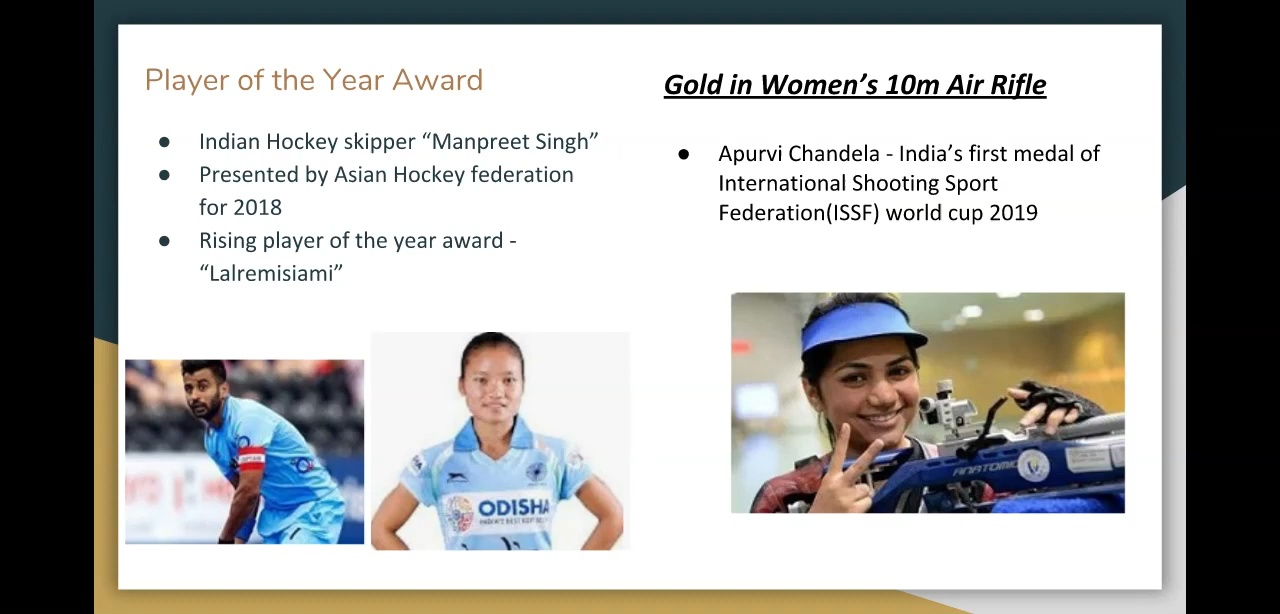 Player of the Year Award
● Indian Hockey skipper “Manpreet Singh”
● Presented by Asian Hockey federation
for 2018
● Rising player of the year award -
“Lalremisiami”
Gold in Women’s 10m Air Rifle
● Apurvi Chandela - India’s first medal of
International Shooting Sport
Federation(ISSF) world cup 2019
ODISHA
ANATOMIC